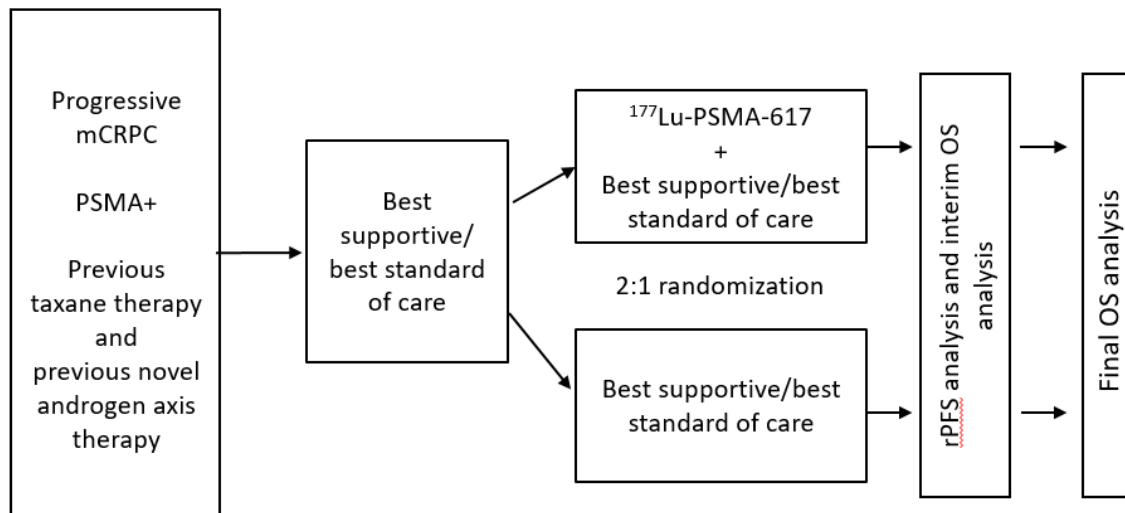 Progressive
mCRPC
PSMA+
Previous
taxane therapy
and
previous novel
androgen axis
therapy
Best
supportive/
best standard
of care
¹⁷⁷Lu-PSMA-617
+
Best supportive/best
standard of care
2:1 randomization
Best supportive/best
standard of care
rPFS analysis and interim OS
analysis
Final OS analysis